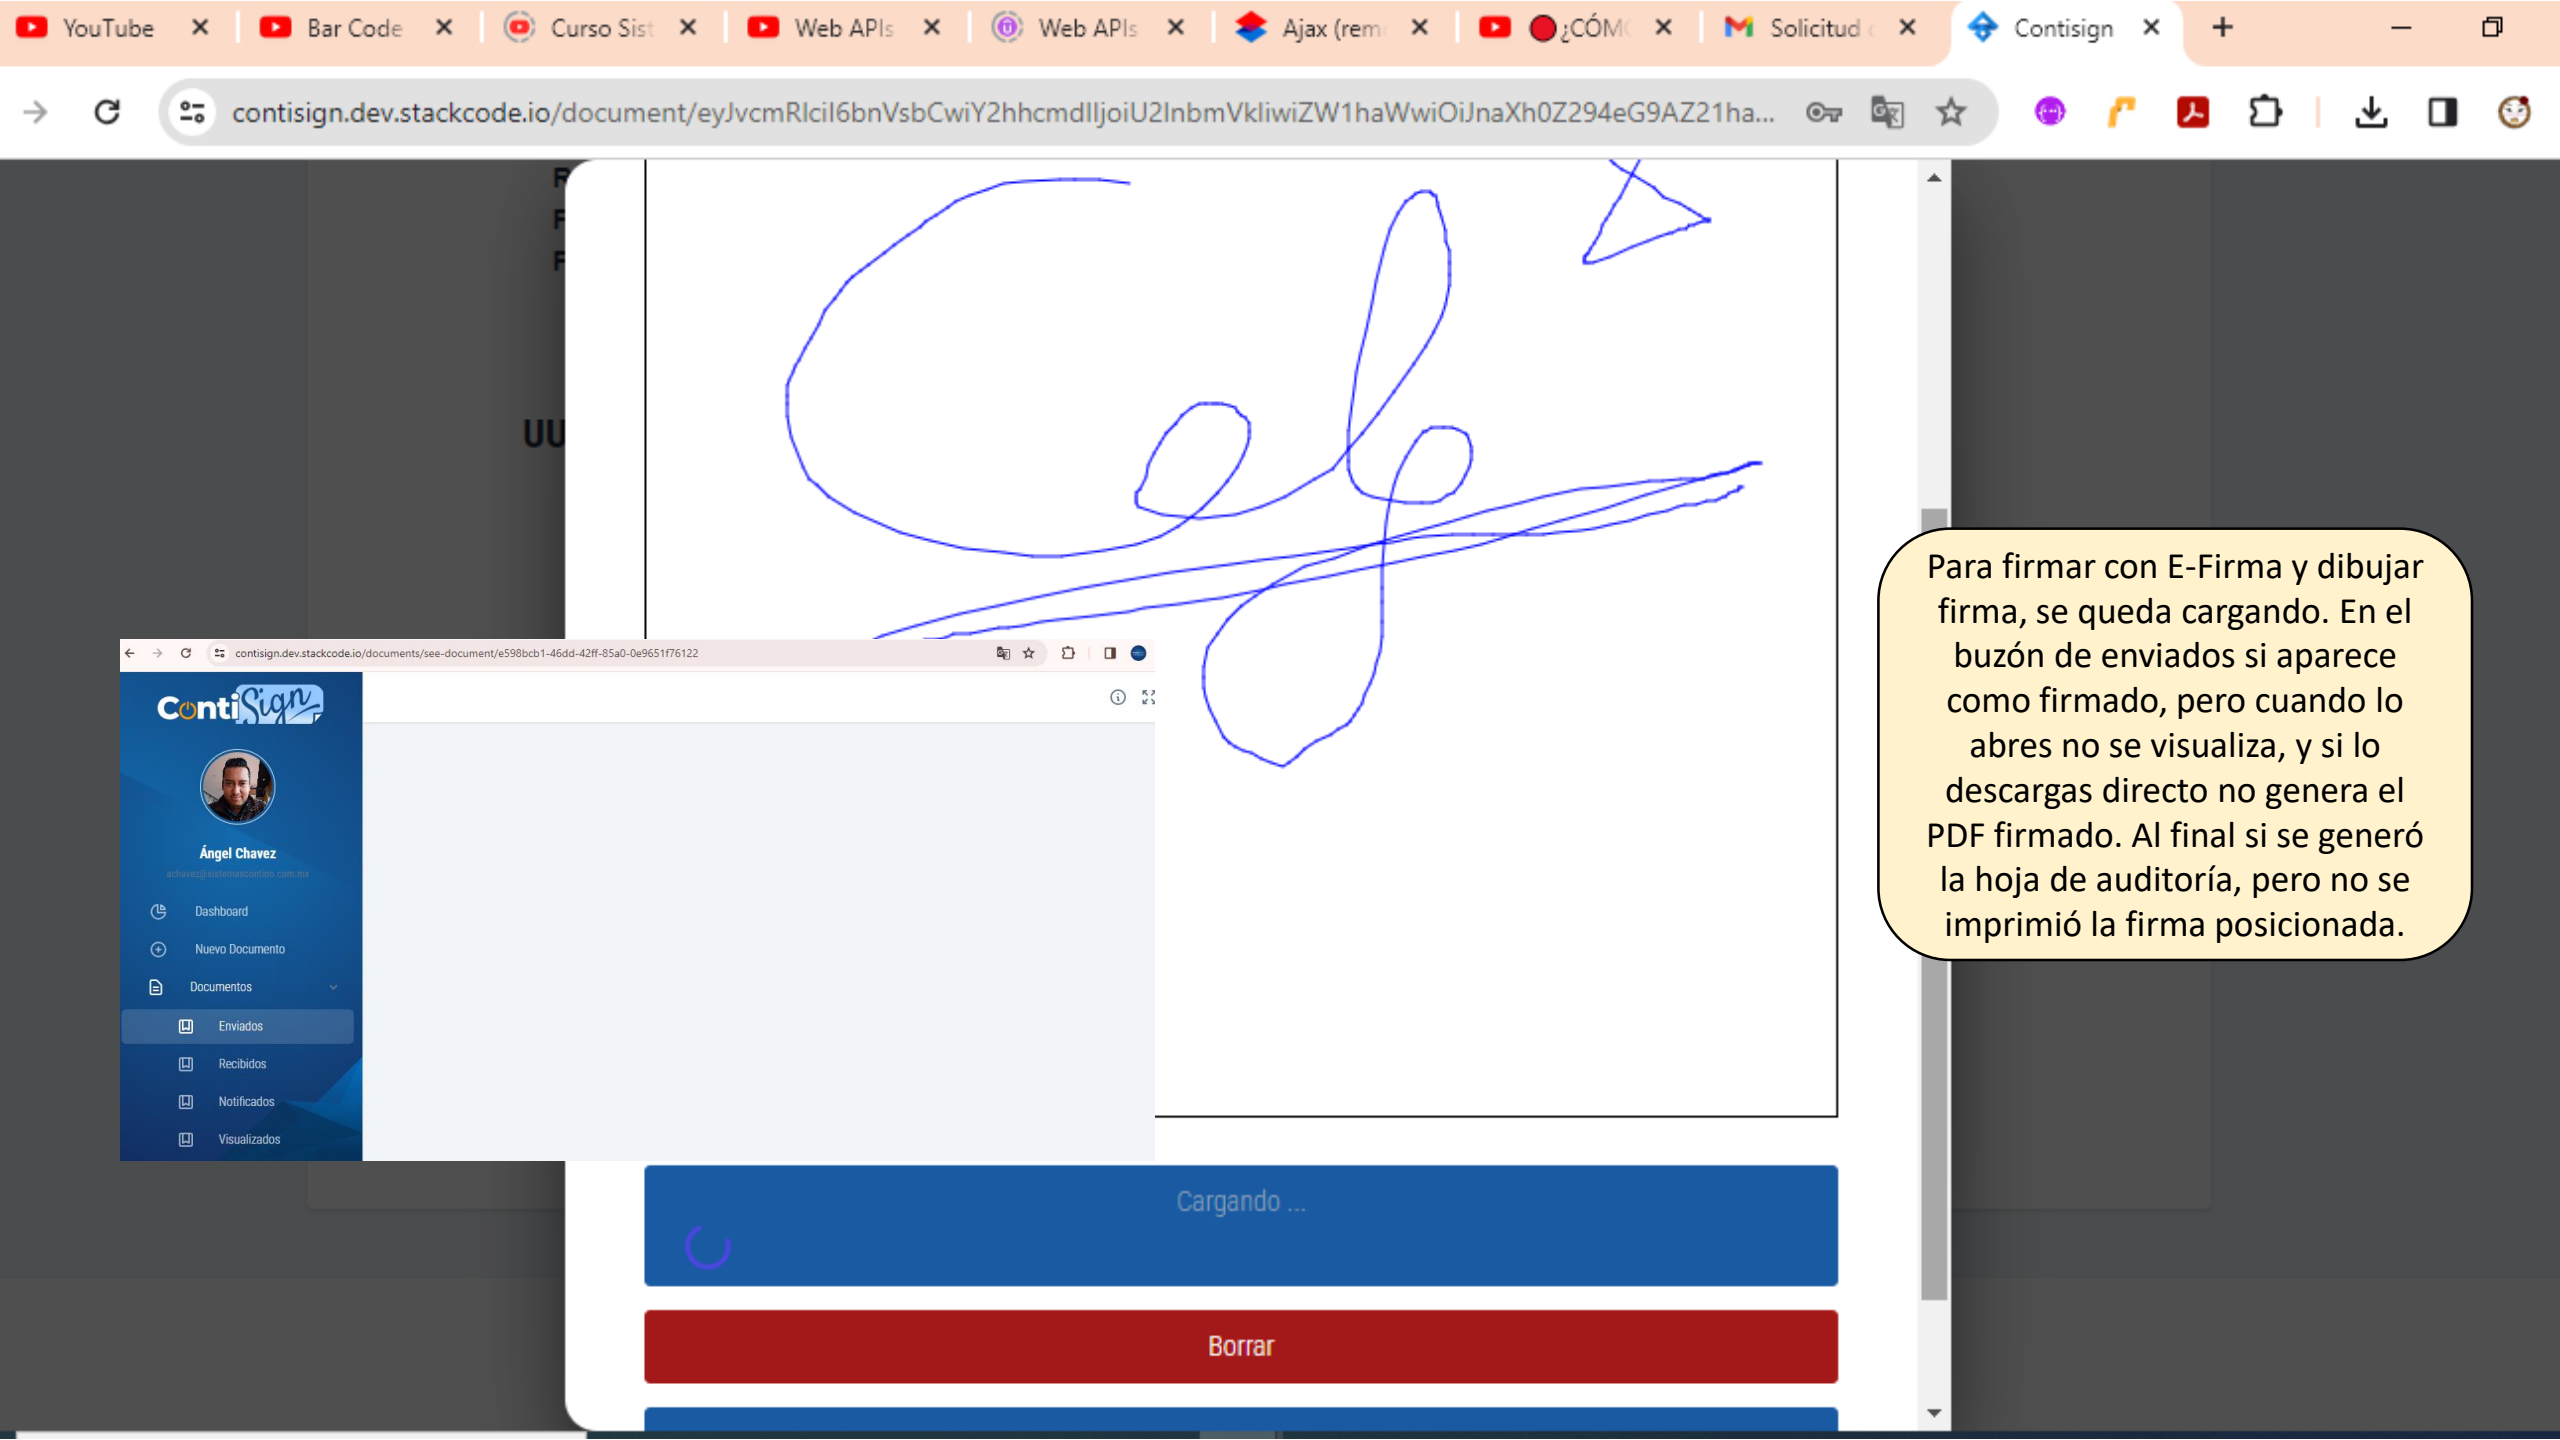 YouTube
Bar Code
Curso Sist
Web APIs
Web APIs
Ajax (rem
¿CÓM
Solicitud
Contisign
contisign.dev.stackcode.io/document/eyJvcmRlciI6bnVsbCwiY2hhcmdlIjoiU2lnbmVkIiwiZW1haWwiOiJnaXh0Z294eG9AZ21ha...
R
F
F
UU
Para firmar con E-Firma y dibujar
firma, se queda cargando. En el
buzón de enviados si aparece
como firmado, pero cuando lo
abres no se visualiza, y si lo
descargas directo no genera el
PDF firmado. Al final si se generó
la hoja de auditoría, pero no se
imprimió la firma posicionada.
contisign.dev.stackcode.io/documents/see-document/e598bcb1-46dd-42ff-85a0-0e9651f76122
ContiSign
Ángel Chavez
achavez@sistemascontino.com.mx
Dashboard
Nuevo Documento
Documentos
Enviados
Recibidos
Notificados
Visualizados
Cargando ...
Borrar